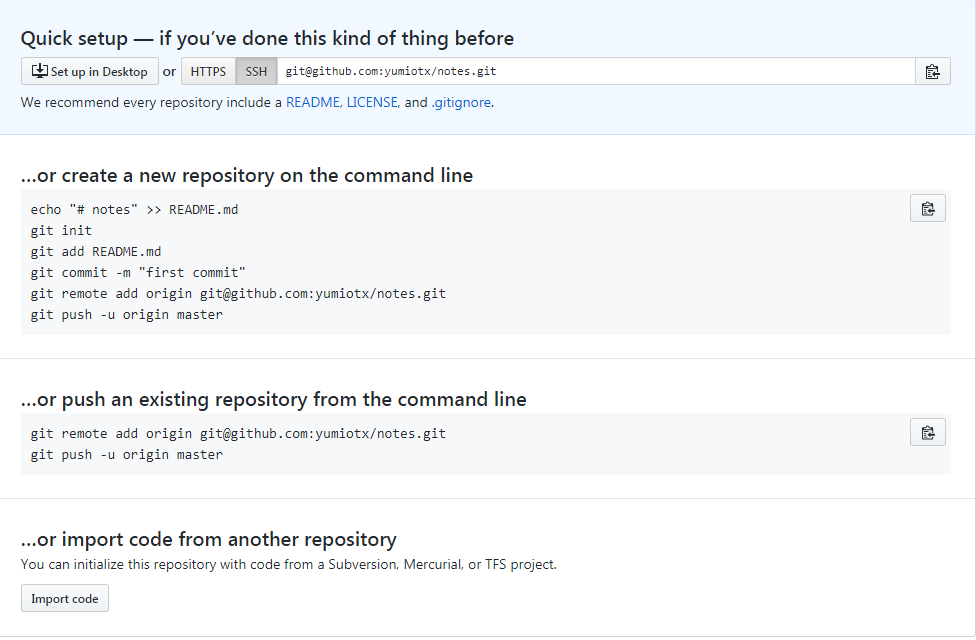 Quick setup — if you’ve done this kind of thing before
Set up in Desktop or HTTPS SSH git@github.com:yumiotx/notes.git
We recommend every repository include a README, LICENSE, and .gitignore.
…or create a new repository on the command line
echo "# notes" >> README.md
git init
git add README.md
git commit -m "first commit"
git remote add origin git@github.com:yumiotx/notes.git
git push -u origin master
…or push an existing repository from the command line
git remote add origin git@github.com:yumiotx/notes.git
git push -u origin master
…or import code from another repository
You can initialize this repository with code from a Subversion, Mercurial, or TFS project.
Import code